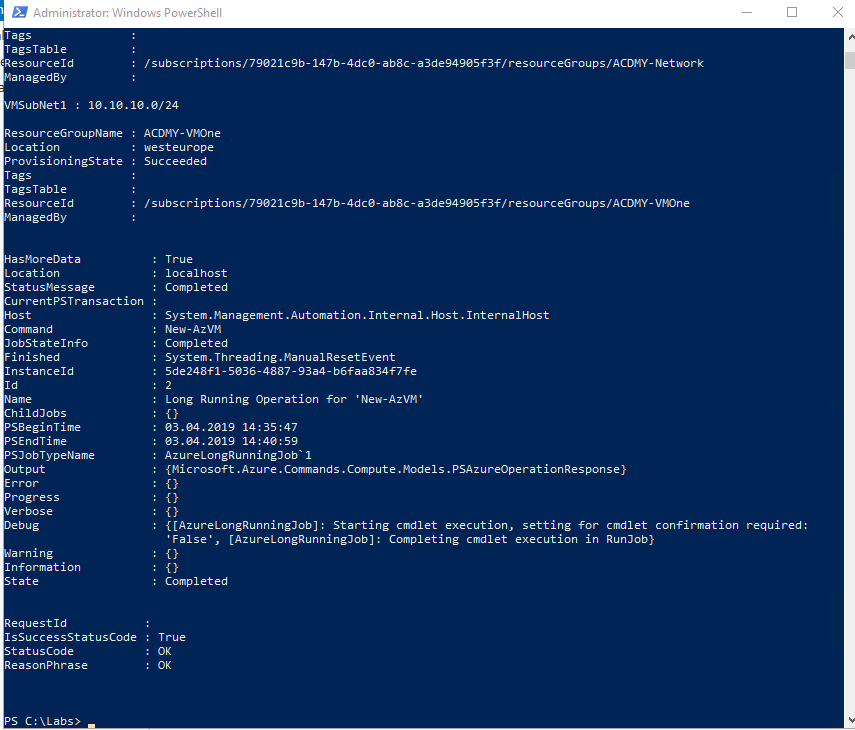 Administrator: Windows PowerShell
Tags :
TagsTable :
ResourceId : /subscriptions/79021c9b-147b-4dc0-ab8c-a3de94905f3f/resourceGroups/ACDMY-Network
ManagedBy :
VMSubNet1 : 10.10.10.0/24
ResourceGroupName : ACDMY-VMOne
Location : westeurope
ProvisioningState : Succeeded
Tags :
TagsTable :
ResourceId : /subscriptions/79021c9b-147b-4dc0-ab8c-a3de94905f3f/resourceGroups/ACDMY-VMOne
ManagedBy :
HasMoreData : True
Location : localhost
StatusMessage : Completed
CurrentPSTransaction :
Host : System.Management.Automation.Internal.Host.InternalHost
Command : New-AzVM
JobStateInfo : Completed
Finished : System.Threading.ManualResetEvent
InstanceId : 5de248f1-5036-4887-93a4-b6faa834f7fe
Id : 2
Name : Long Running Operation for 'New-AzVM'
ChildJobs : {}
PSBeginTime : 03.04.2019 14:35:47
PSEndTime : 03.04.2019 14:40:59
PSJobTypeName : AzureLongRunningJob`1
Output : {Microsoft.Azure.Commands.Compute.Models.PSAzureOperationResponse}
Error : {}
Progress : {}
Verbose : {}
Debug : {[AzureLongRunningJob]: Starting cmdlet execution, setting for cmdlet confirmation required:
'False', [AzureLongRunningJob]: Completing cmdlet execution in RunJob}
Warning : {}
Information : {}
State : Completed
RequestId :
IsSuccessStatusCode : True
StatusCode : OK
ReasonPhrase : OK
PS C:\Labs>